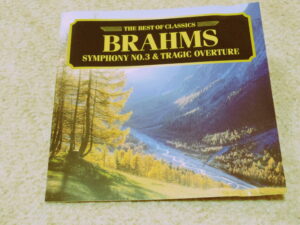 THE BEST OF CLASSICS
BRAHMS
SYMPHONY NO.3 & TRAGIC OVERTURE